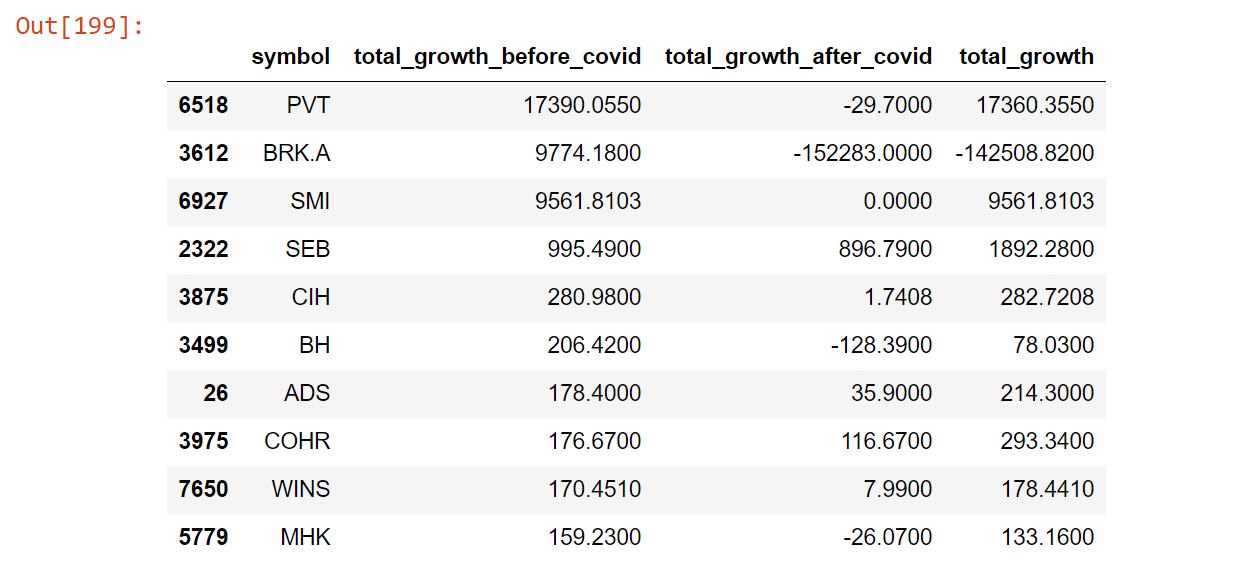 Out[199]:
symbol total_growth_before_covid total_growth_after_covid total_growth
6518 PVT 17390.0550 -29.7000 17360.3550
3612 BRK.A 9774.1800 -152283.0000 -142508.8200
6927 SMI 9561.8103 0.0000 9561.8103
2322 SEB 995.4900 896.7900 1892.2800
3875 CIH 280.9800 1.7408 282.7208
3499 BH 206.4200 -128.3900 78.0300
26 ADS 178.4000 35.9000 214.3000
3975 COHR 176.6700 116.6700 293.3400
7650 WINS 170.4510 7.9900 178.4410
5779 MHK 159.2300 -26.0700 133.1600